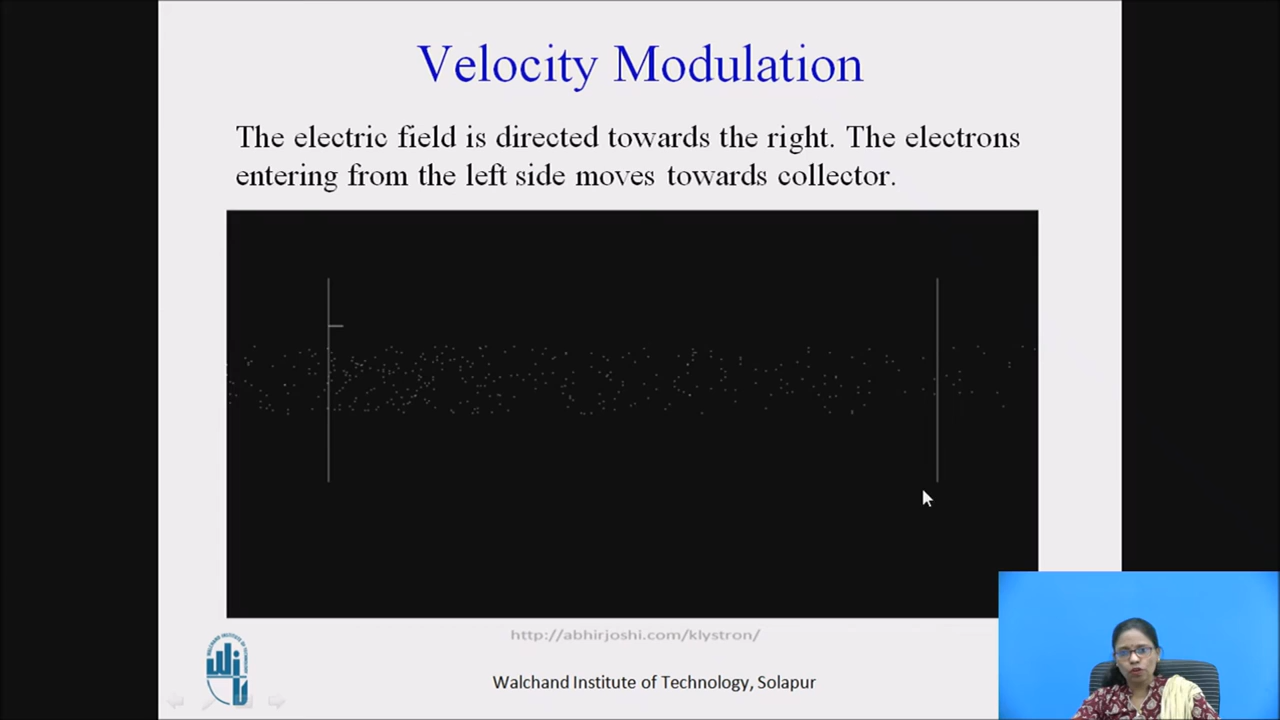 Velocity Modulation
The electric field is directed towards the right. The electrons
entering from the left side moves towards collector.
http://abhirjoshi.com/klystron/
Walchand Institute of Technology, Solapur